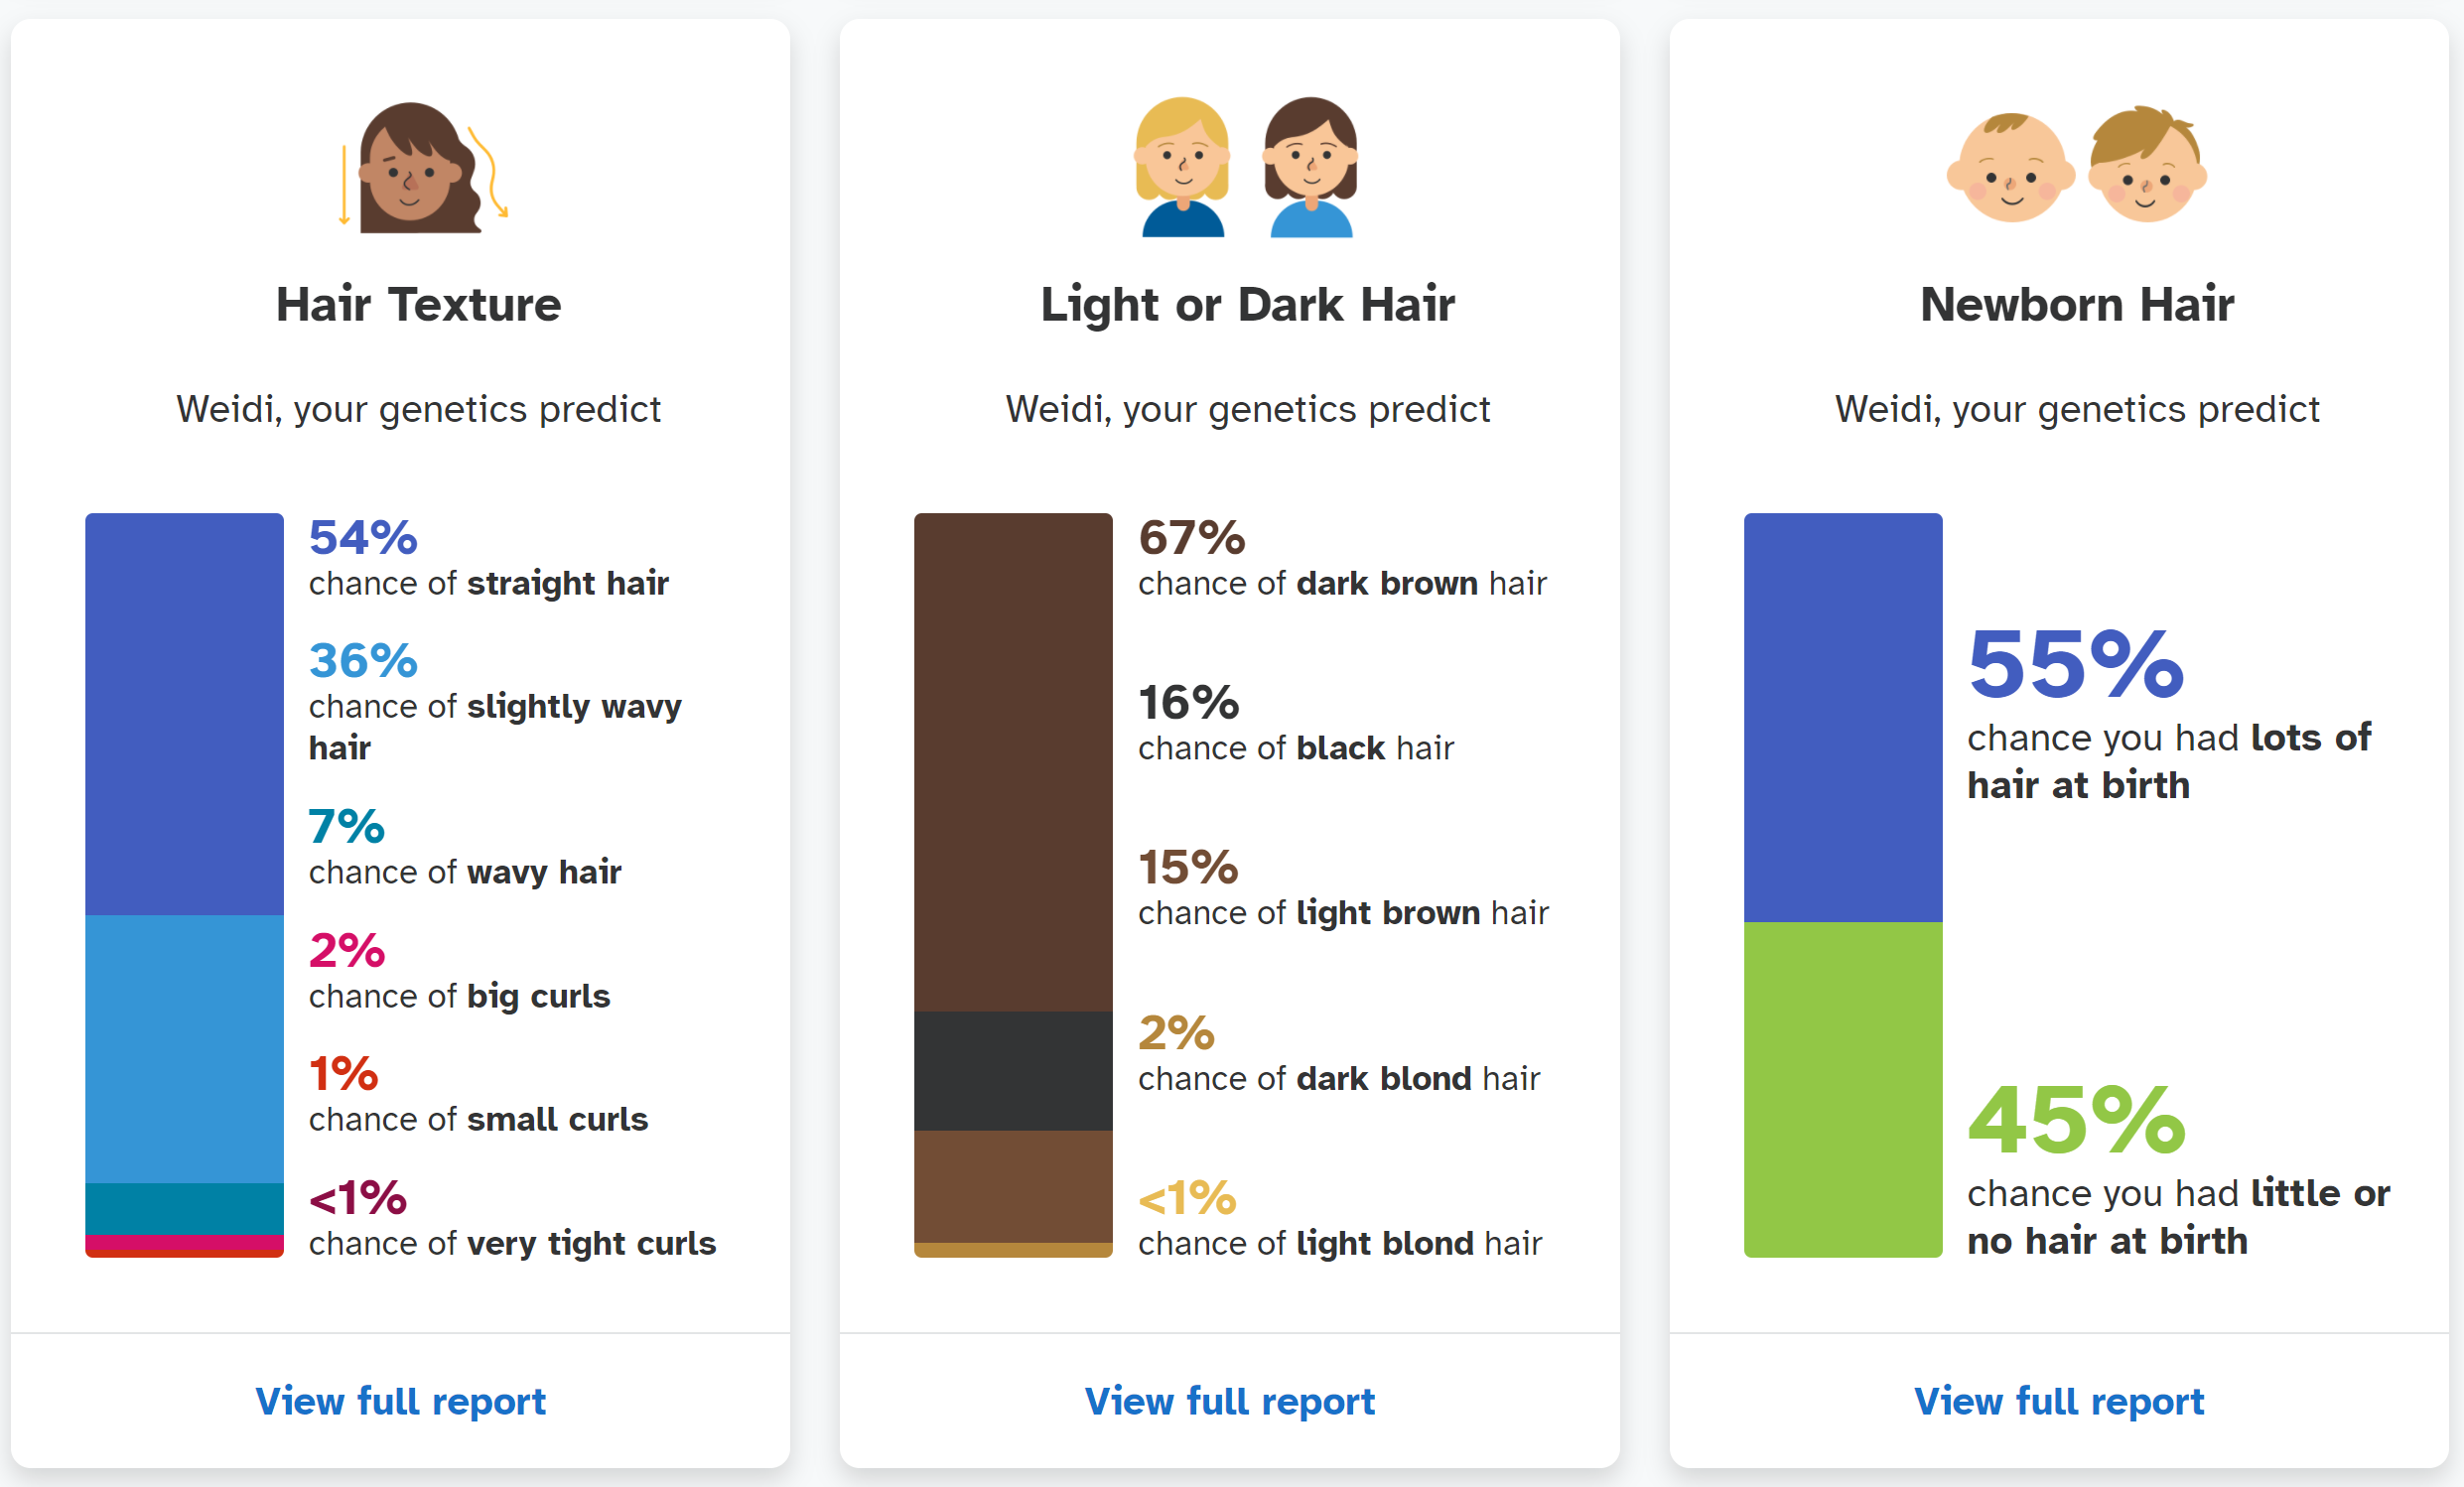 Hair Texture
Weidi, your genetics predict
54%
chance of straight hair
36%
chance of slightly wavy
hair
7%
chance of wavy hair
2%
chance of big curls
1%
chance of small curls
<1%
chance of very tight curls
View full report
Light or Dark Hair
Weidi, your genetics predict
67%
chance of dark brown hair
16%
chance of black hair
15%
chance of light brown hair
2%
chance of dark blond hair
<1%
chance of light blond hair
View full report
Newborn Hair
Weidi, your genetics predict
55%
chance you had lots of
hair at birth
45%
chance you had little or
no hair at birth
View full report